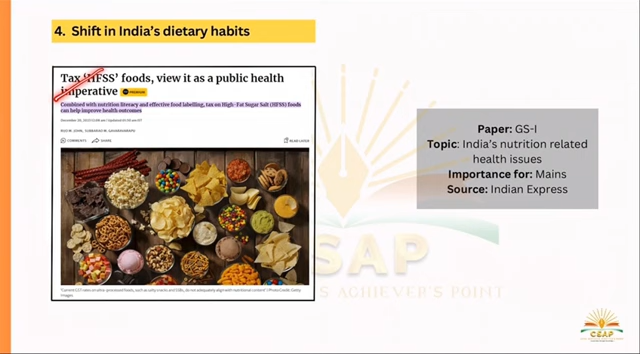 4. Shift in India's dietary habits
Tax 'HFSS' foods, view it as a public health
imperative PREMIUM
Combined with nutrition literacy and effective food labelling, tax on High-Fat Sugar Salt (HFSS) foods
can help improve health outcomes
COMMENTS SHARE READ LATER
Images
Paper: GS-I
Topic: India's nutrition related
health issues
Importance for: Mains
Source: Indian Express
CSAP
S ACHIEVER'S POINT
CSAP